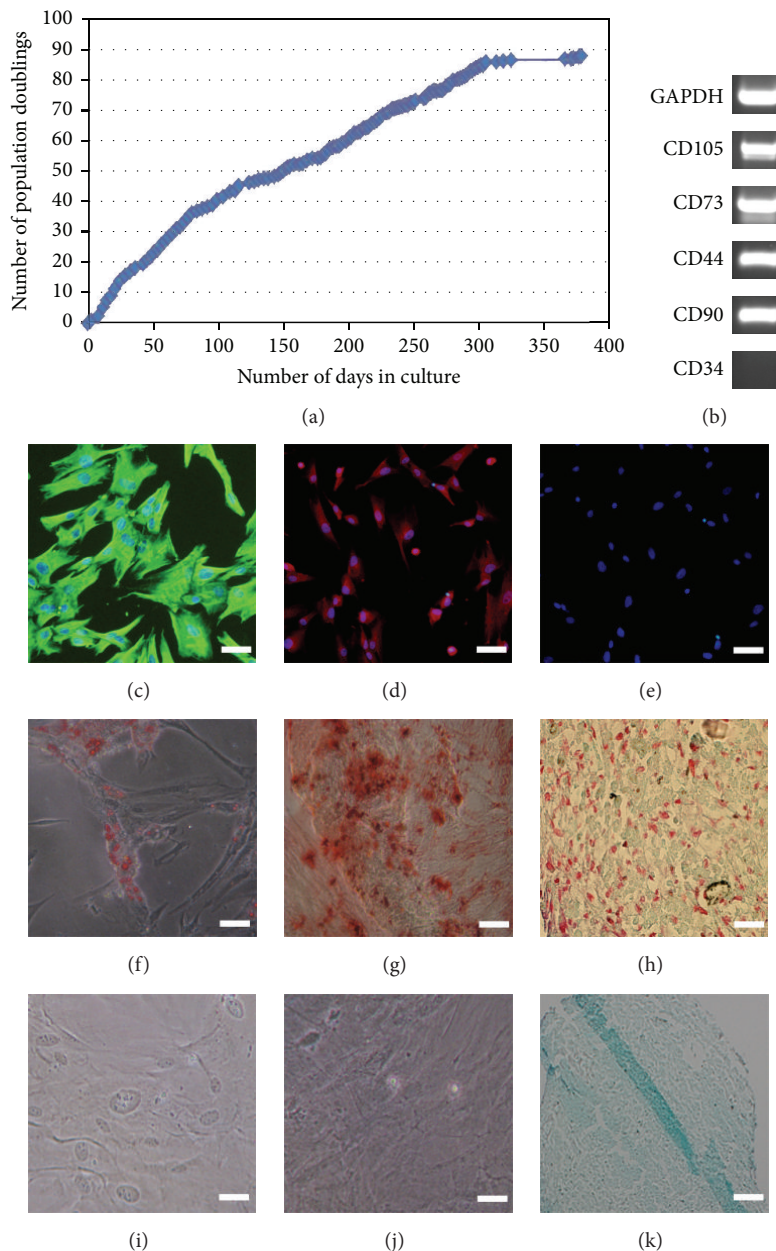 100
90
80
70
60
50
40
30
20
10
0
Number of population doublings
0 50 100 150 200 250 300 350 400
Number of days in culture
(a)
GAPDH
CD105
CD73
CD44
CD90
CD34
(b)
(c) (d) (e)
(f) (g) (h)
(i) (j) (k)